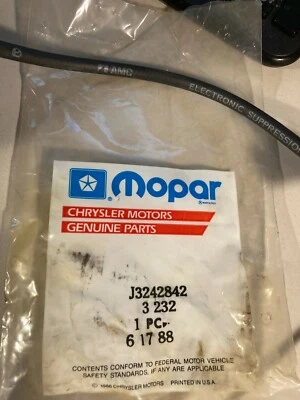 AMC
ELECTRONIC SUPPRESSION
Mopar
CHRYSLER MOTORS
GENUINE PARTS
J3242842
3 232
1 PC.
6 17 88
CONTENTS CONFORM TO FEDERAL MOTOR VEHICLE
SAFETY STANDARDS, IF ANY ARE APPLICABLE
© 1986 CHRYSLER MOTORS PRINTED IN U.S.A.